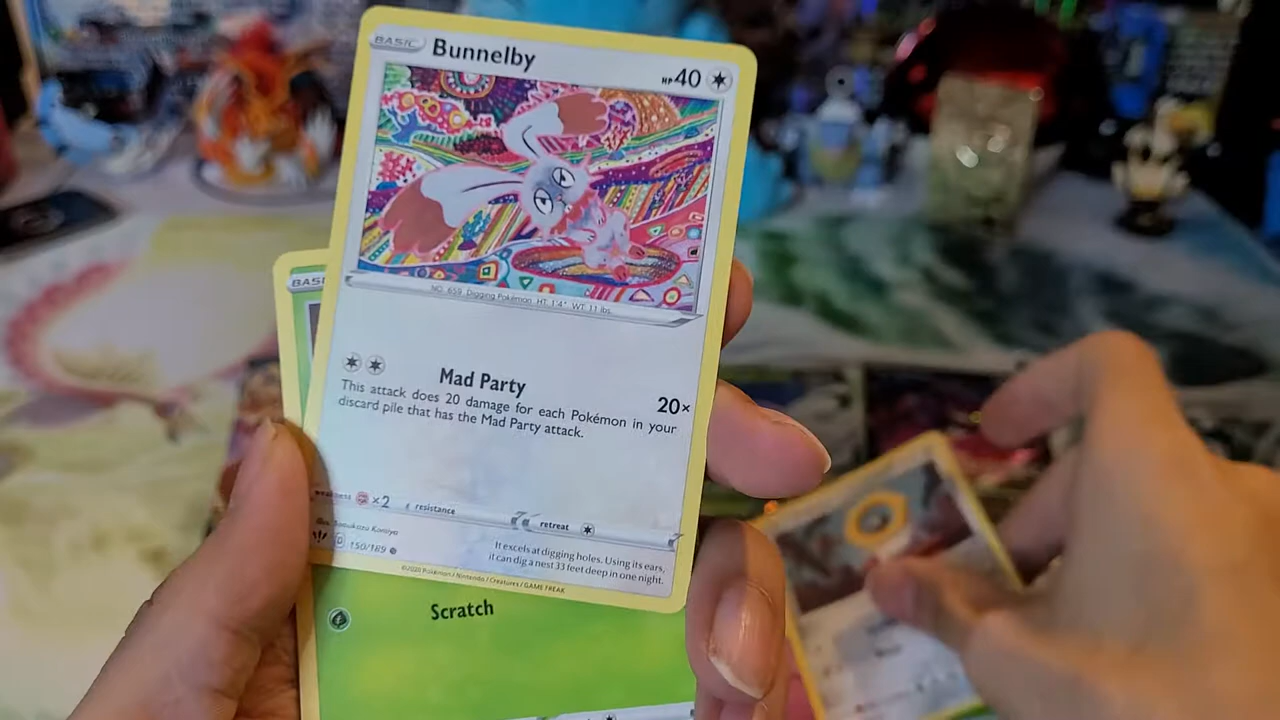 BASIC
Bunnelby
HP40
NO. 659 Digging Pokémon HT: 1'4" WT: 11 lbs.
Mad Party
20×
This attack does 20 damage for each Pokémon in your
discard pile that has the Mad Party attack.
weakness ×2
resistance
retreat
D 150/189
It excels at digging holes. Using its ears,
it can dig a nest 33 feet deep in one night.
©2020 Pokémon / Nintendo / Creatures / GAME FREAK
BASI
Scratch